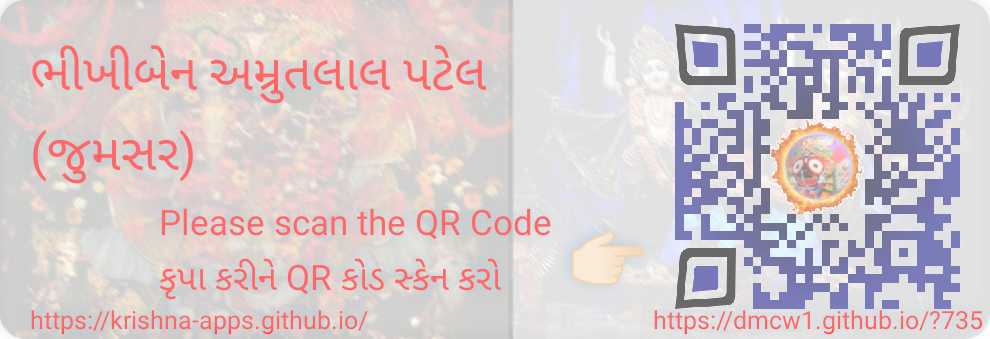 ભીખીબેન અમ્રુતલાલ પટેલ
(જુમસર)
Please scan the QR Code
કૃપા કરીને QR કોડ સ્કેન કરો
https://krishna-apps.github.io/
https://dmcw1.github.io/?735